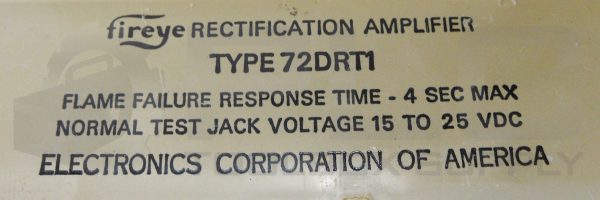 fireye RECTIFICATION AMPLIFIER
TYPE 72DRT1
FLAME FAILURE RESPONSE TIME - 4 SEC MAX
NORMAL TEST JACK VOLTAGE 15 TO 25 VDC
ELECTRONICS CORPORATION OF AMERICA